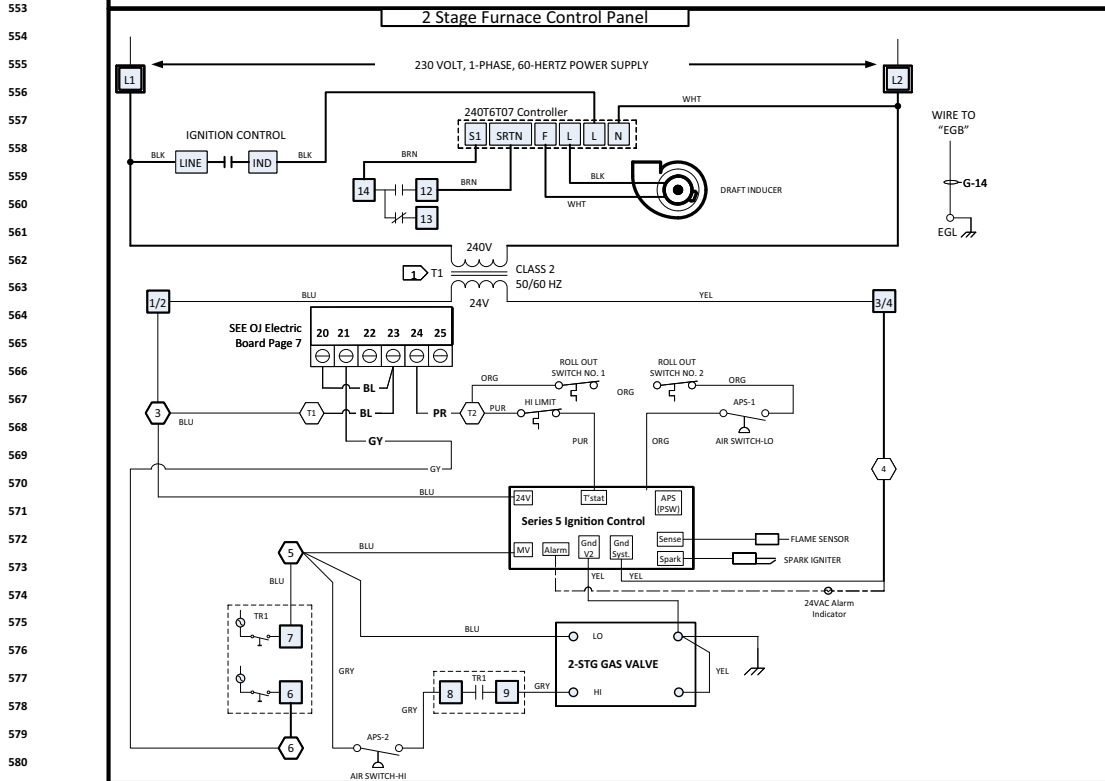 553
2 Stage Furnace Control Panel
554
555
L1
230 VOLT, 1-PHASE, 60-HERTZ POWER SUPPLY
L2
556
WHT
240T6T07 Controller
557
WIRE TO
"EGB"
IGNITION CONTROL
S1 SRTN F L L N
558
BLK LINE IND BLK
BRN
559
14 12 BRN
BLK
DRAFT INDUCER
G-14
560
WHT
13
561
EGL
240V
562
1 T1
CLASS 2
50/60 HZ
563
1/2
BLU
24V
YEL
3/4
564
SEE OJ Electric
Board Page 7
20 21 22 23 24 25
565
566
ROLL OUT
SWITCH NO. 1
ROLL OUT
SWITCH NO. 2
BL
ORG
ORG
ORG
567
3
BLU
T1
BL
PR
T2
PUR
HI LIMIT
APS-1
568
GY
PUR
ORG
AIR SWITCH-LO
569
GY
4
570
BLU
24V
T'stat
APS
(PSW)
571
Series 5 Ignition Control
572
5
BLU
MV
Alarm
Gnd
V2
Gnd
Syst.
Sense
FLAME SENSOR
573
Spark
SPARK IGNITER
BLU
YEL
YEL
574
24VAC Alarm
Indicator
575
TR1
7
BLU
LO
576
2-STG GAS VALVE
577
GRY
YEL
6
8
TR1
9
GRY
HI
578
GRY
579
6
APS-2
580
AIR SWITCH-HI